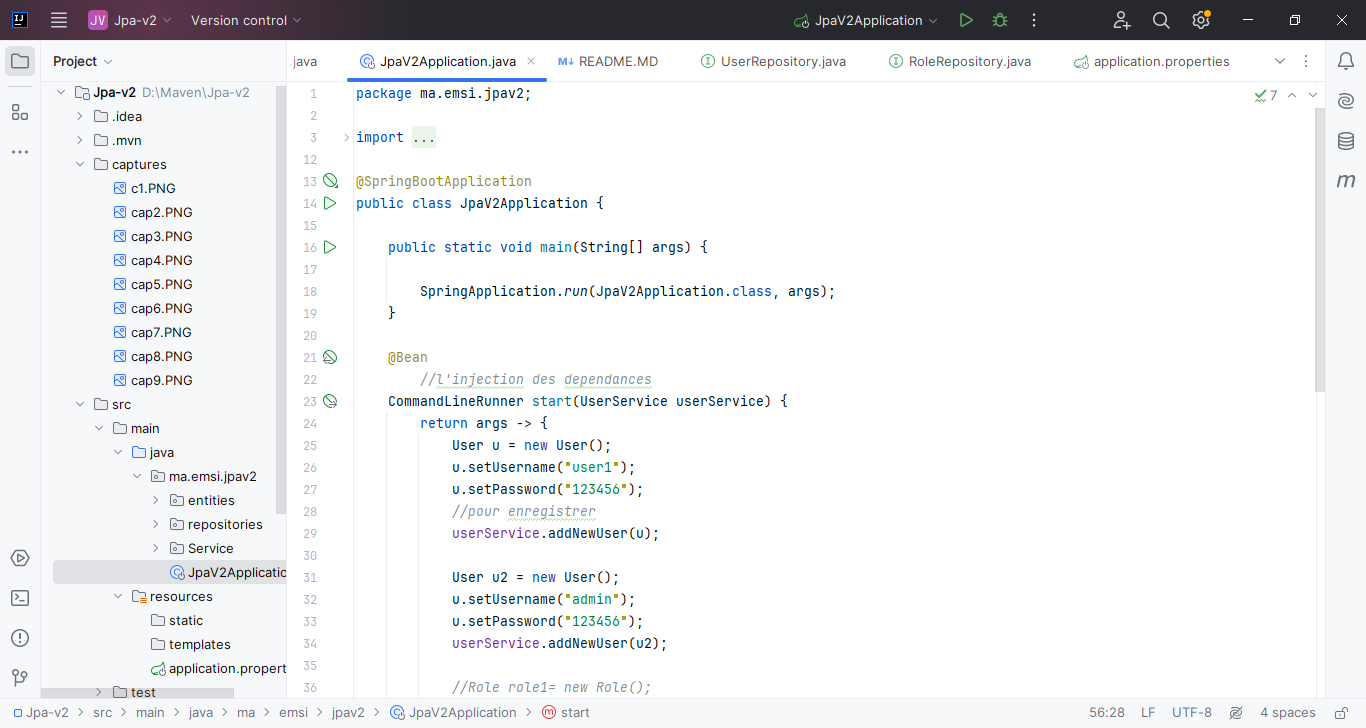 JV Jpa-v2 Version control JpaV2Application
Project
.java JpaV2Application.java M↓ README.MD UserRepository.java RoleRepository.java application.properties
Jpa-v2 D:\Maven\Jpa-v2
.idea
.mvn
captures
c1.PNG
cap2.PNG
cap3.PNG
cap4.PNG
cap5.PNG
cap6.PNG
cap7.PNG
cap8.PNG
cap9.PNG
src
main
java
ma.emsi.jpav2
entities
repositories
Service
JpaV2Applicatio
resources
static
templates
application.propert
test
7
1 package ma.emsi.jpav2;
2
3 import ...
12
13 @SpringBootApplication
14 public class JpaV2Application {
15
16 public static void main(String[] args) {
17
18 SpringApplication.run(JpaV2Application.class, args);
19 }
20
21 @Bean
22 //l'injection des dependances
23 CommandLineRunner start(UserService userService) {
24 return args -> {
25 User u = new User();
26 u.setUsername("user1");
27 u.setPassword("123456");
28 //pour enregistrer
29 userService.addNewUser(u);
30
31 User u2 = new User();
32 u.setUsername("admin");
33 u.setPassword("123456");
34 userService.addNewUser(u2);
35
36 //Role role1= new Role();
m
Jpa-v2 > src > main > java > ma > emsi > jpav2 > JpaV2Application > m start 56:28 LF UTF-8 4 spaces